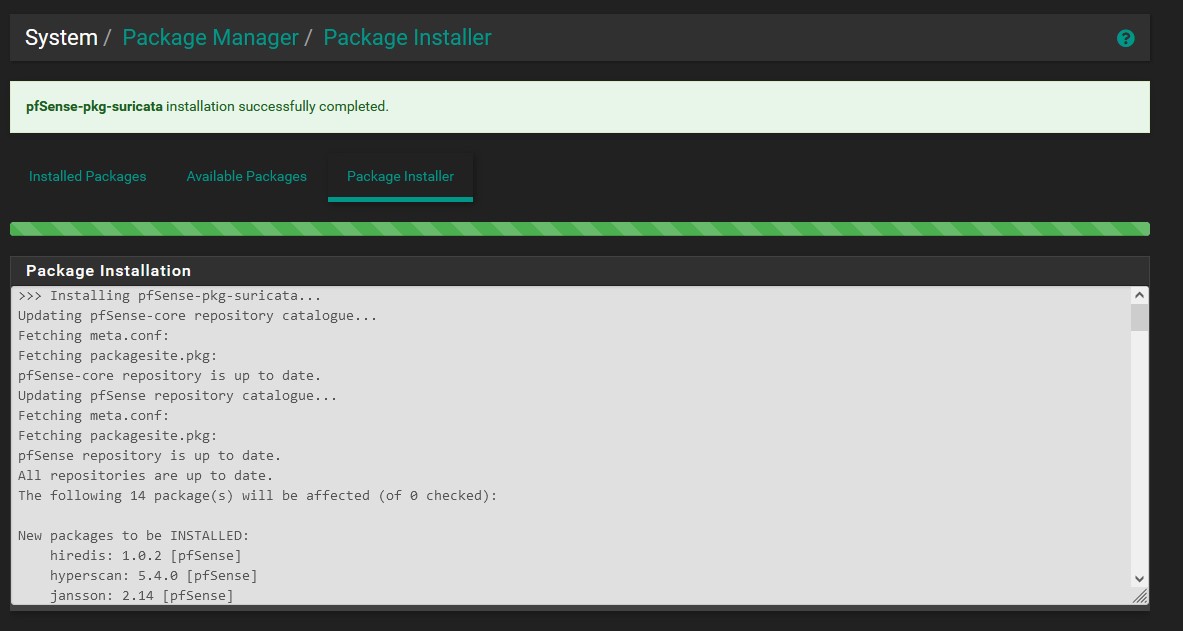 System / Package Manager / Package Installer
?
pfSense-pkg-suricata installation successfully completed.
Installed Packages Available Packages Package Installer
Package Installation
>>> Installing pfSense-pkg-suricata...
Updating pfSense-core repository catalogue...
Fetching meta.conf:
Fetching packagesite.pkg:
pfSense-core repository is up to date.
Updating pfSense repository catalogue...
Fetching meta.conf:
Fetching packagesite.pkg:
pfSense repository is up to date.
All repositories are up to date.
The following 14 package(s) will be affected (of 0 checked):
New packages to be INSTALLED:
hiredis: 1.0.2 [pfSense]
hyperscan: 5.4.0 [pfSense]
jansson: 2.14 [pfSense]